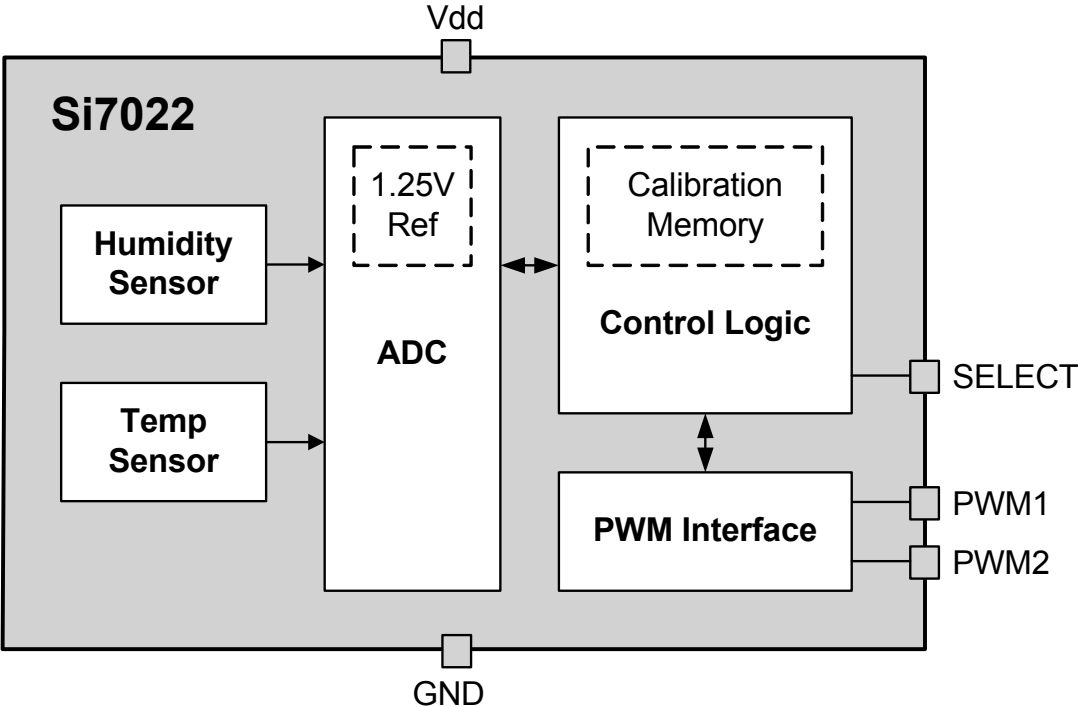 Vdd
Si7022
1.25V
Ref
Calibration
Memory
Humidity
Sensor
ADC
Control Logic
SELECT
Temp
Sensor
PWM Interface
PWM1
PWM2
GND